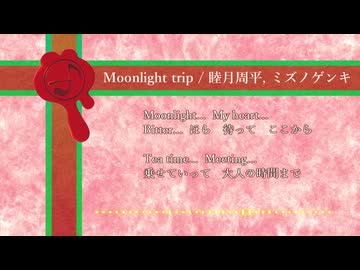 Moonlight trip / 睦月周平, ミズノゲンキ
Moonlight... My heart...
Bitter... ほら　待って　ここから
Tea time... Meeting...
乗せていって　大人の時間まで